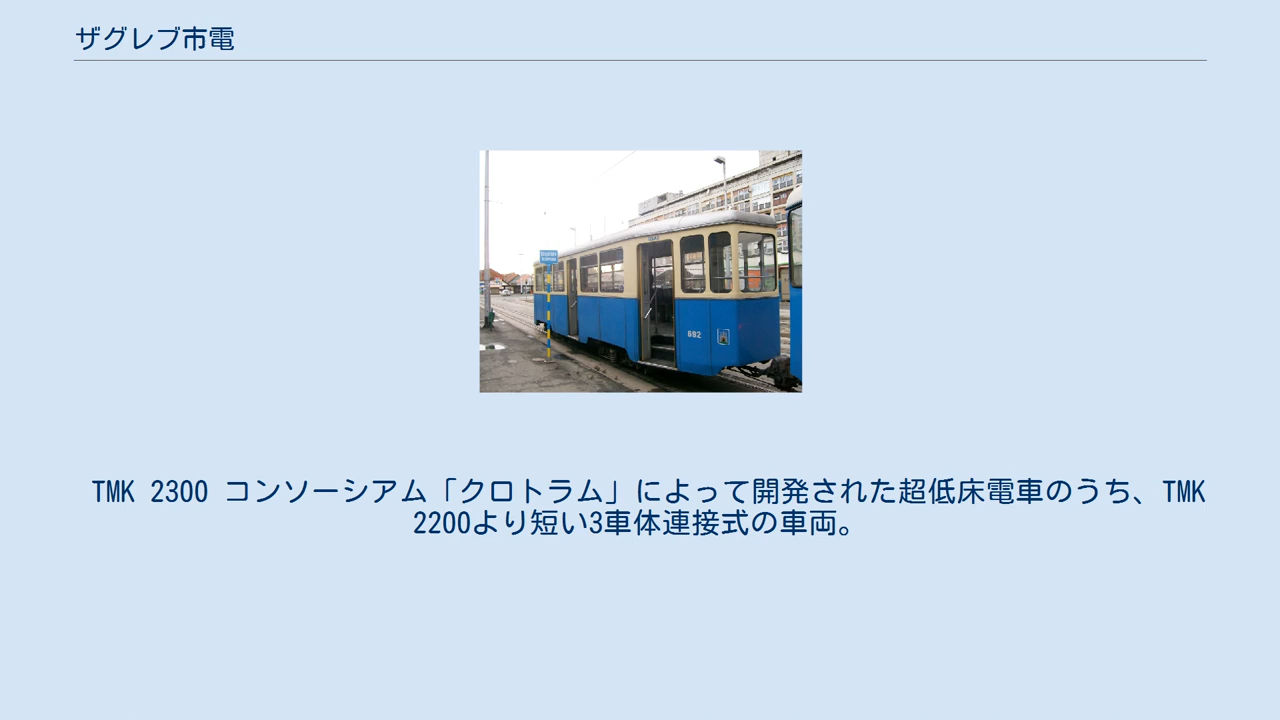 ザグレブ市電
692
TMK 2300 コンソーシアム「クロトラム」によって開発された超低床電車のうち、TMK
2200より短い3車体連接式の車両。